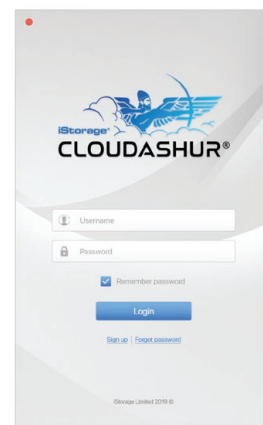 iStorage®
CLOUDASHUR®
Username
Password
Remember password
Login
Sign up | Forgot password
iStorage Limited 2019 ©